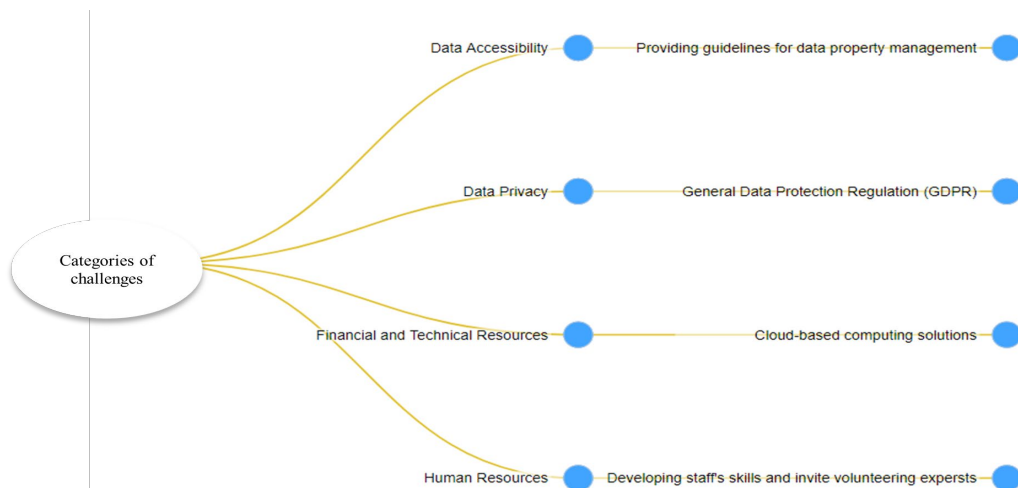 Data Accessibility
Providing guidelines for data property management
Data Privacy
General Data Protection Regulation (GDPR)
Categories of
challenges
Financial and Technical Resources
Cloud-based computing solutions
Human Resources
Developing staff's skills and invite volunteering expersts